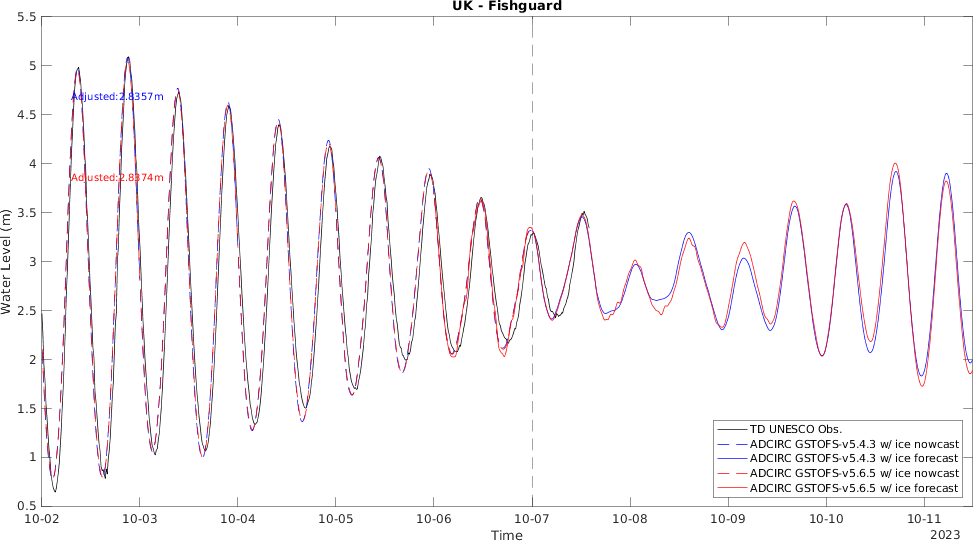 UK - Fishguard
5.5
5
4.5
4
3.5
3
2.5
2
1.5
1
0.5
Water Level (m)
Adjusted:2.8357m
Adjusted:2.8374m
TD UNESCO Obs.
ADCIRC GSTOFS-v5.4.3 w/ ice nowcast
ADCIRC GSTOFS-v5.4.3 w/ ice forecast
ADCIRC GSTOFS-v5.6.5 w/ ice nowcast
ADCIRC GSTOFS-v5.6.5 w/ ice forecast
10-02 10-03 10-04 10-05 10-06 10-07 10-08 10-09 10-10 10-11
Time
2023